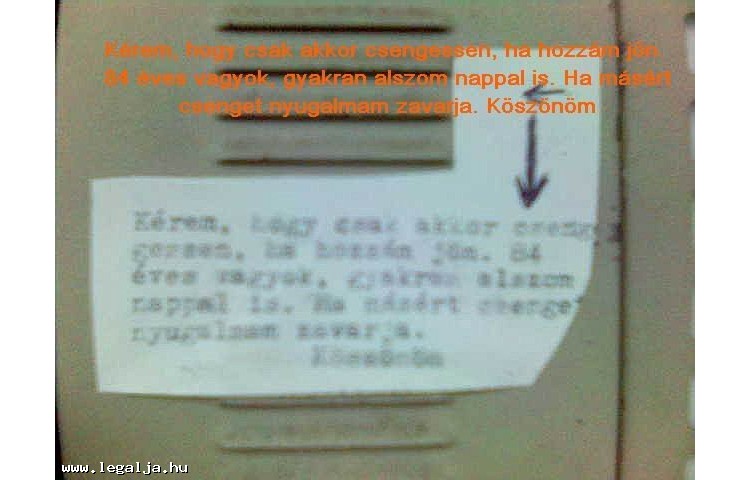 Kérem, hogy csak akkor csengessen, ha hozzám jön.
84 éves vagyok, gyakran alszom nappal is. Ha másért
csenget nyugalmam zavarja. Köszönöm
Kérem, hogy csak akkor csenge
gessen, ha hozzám jön. 84
éves vagyok, gyakran alszom
nappal is. Ha másért csenget
nyugalmam zavarja.
Köszönöm
www.legalja.hu